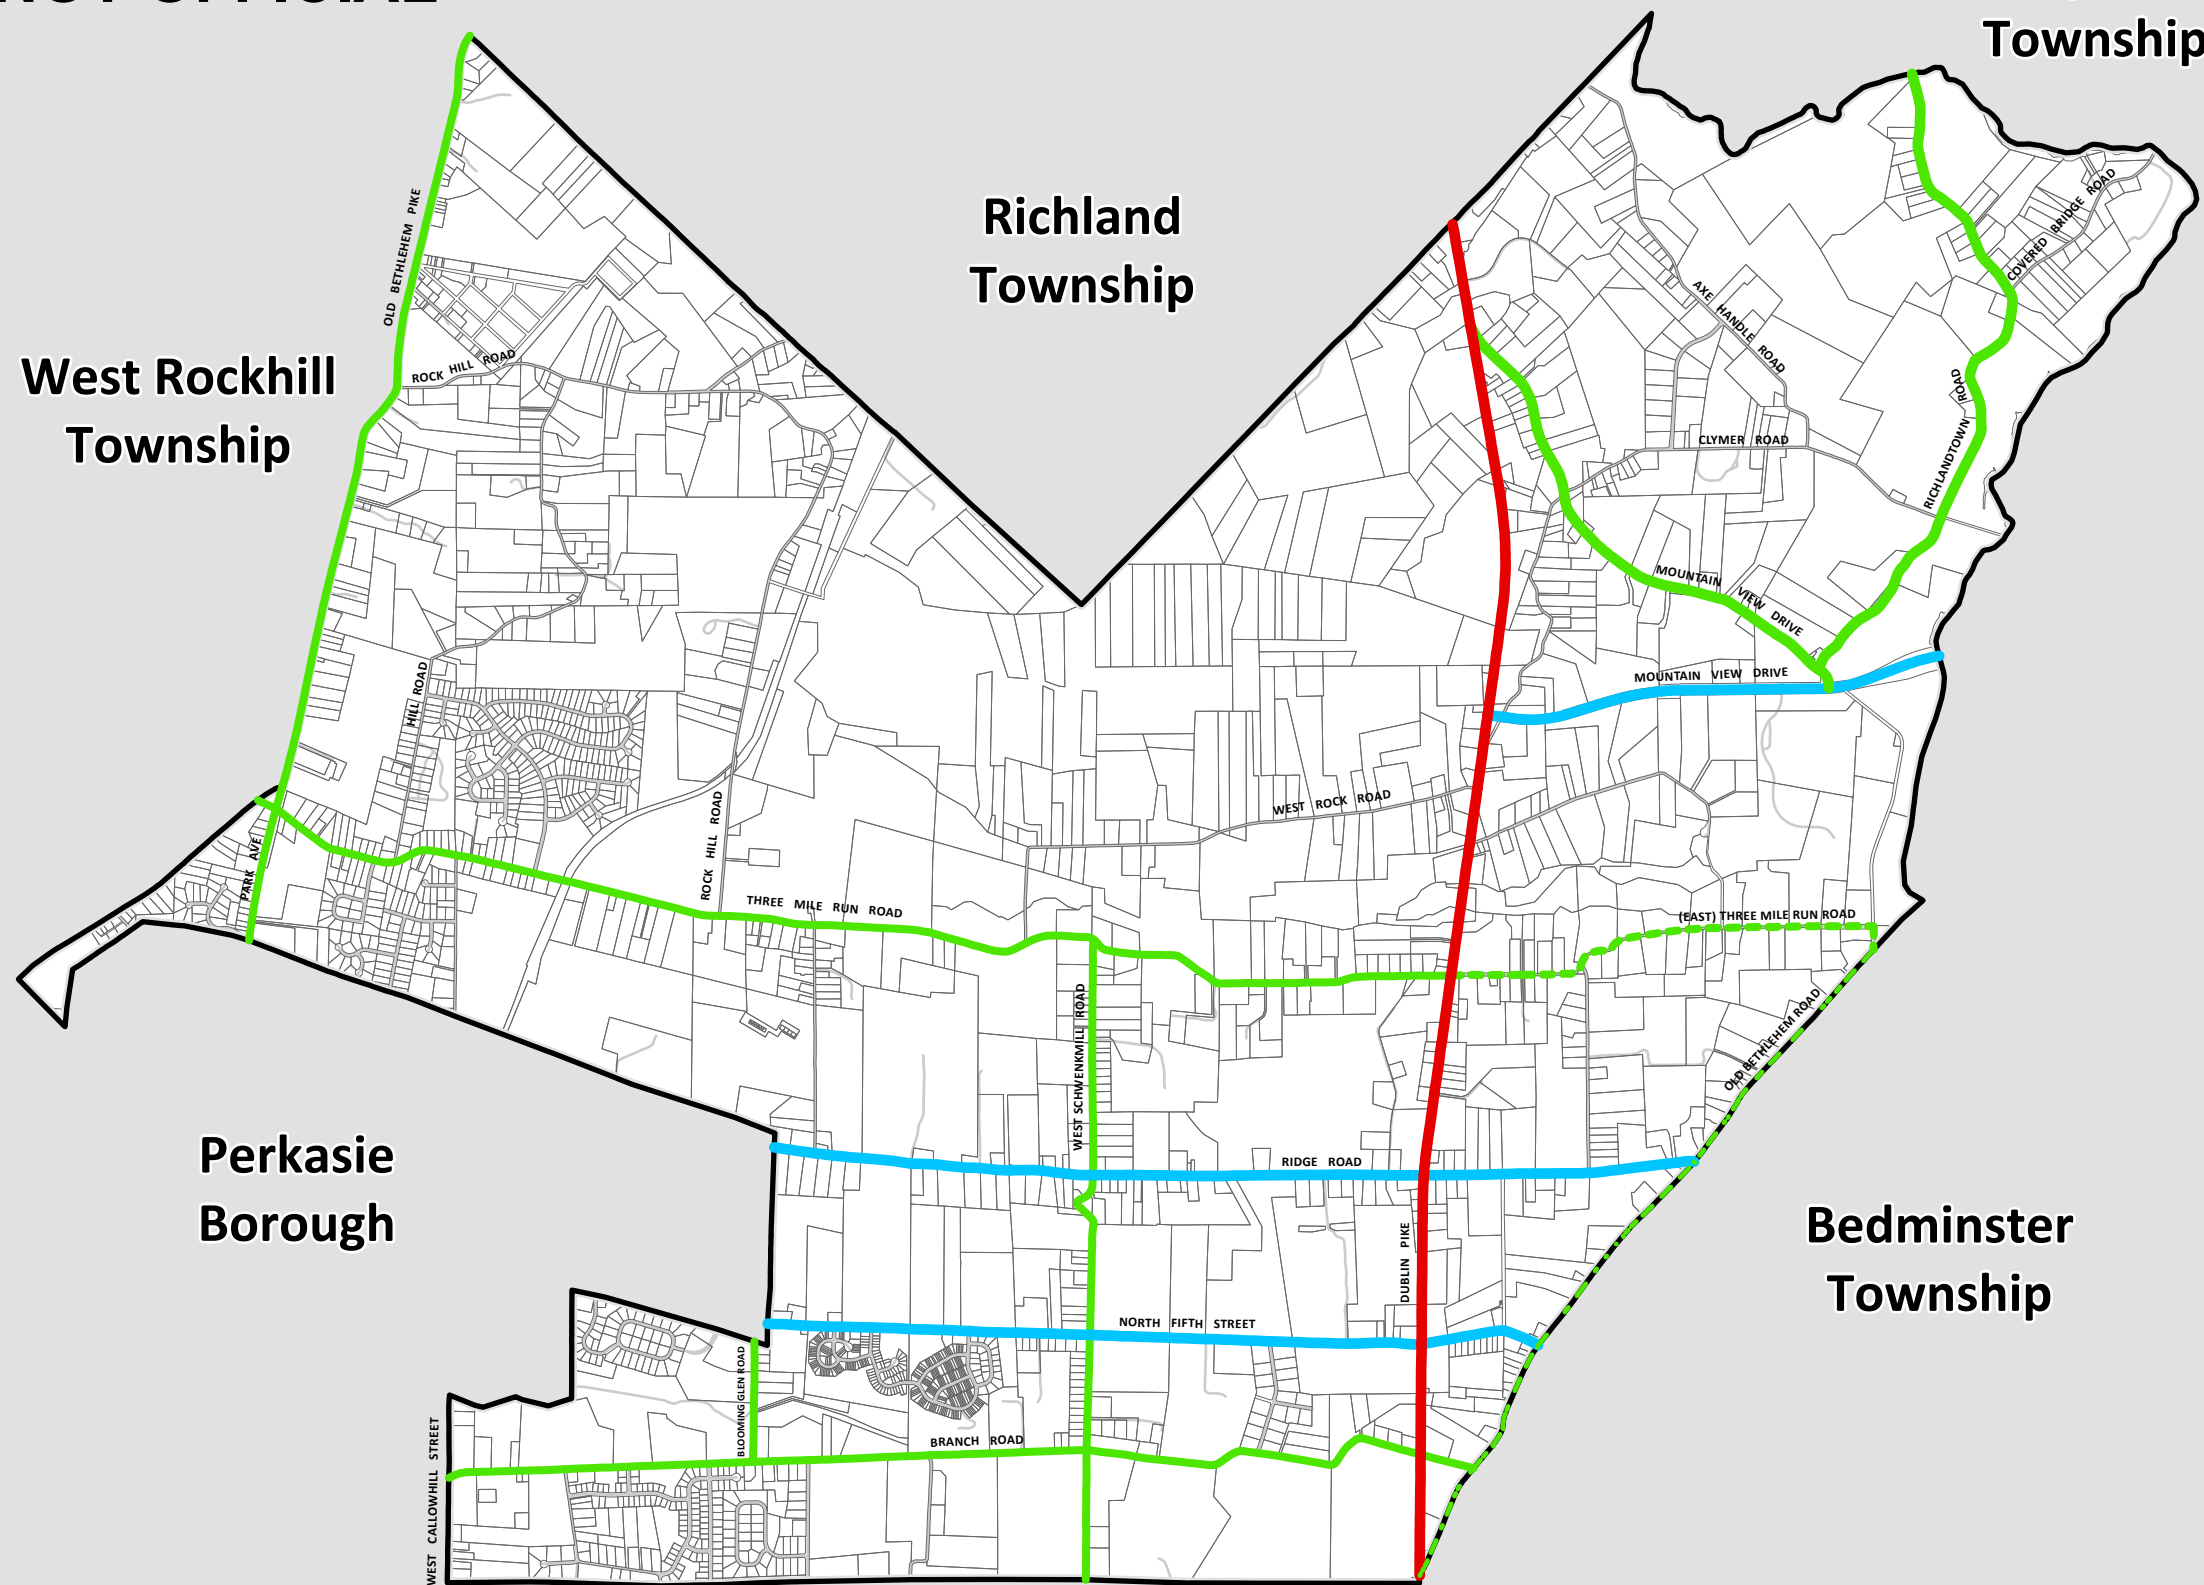 NOT OFFICIAL
Township
Richland
Township
West Rockhill
Township
Perkasie
Borough
Bedminster
Township
OLD BETHLEHEM PIKE
ROCK HILL ROAD
HILL ROAD
PARK AVE
ROCK HILL ROAD
THREE MILE RUN ROAD
WEST ROCK ROAD
WEST SCHWENKMILL ROAD
RIDGE ROAD
NORTH FIFTH STREET
DUBLIN PIKE
BRANCH ROAD
BLOOMING GLEN ROAD
WEST CALLOWHILL STREET
AXE HANDLE ROAD
COVERED BRIDGE ROAD
CLYMER ROAD
RICHLANDTOWN ROAD
MOUNTAIN VIEW DRIVE
MOUNTAIN VIEW DRIVE
(EAST) THREE MILE RUN ROAD
OLD BETHLEHEM ROAD